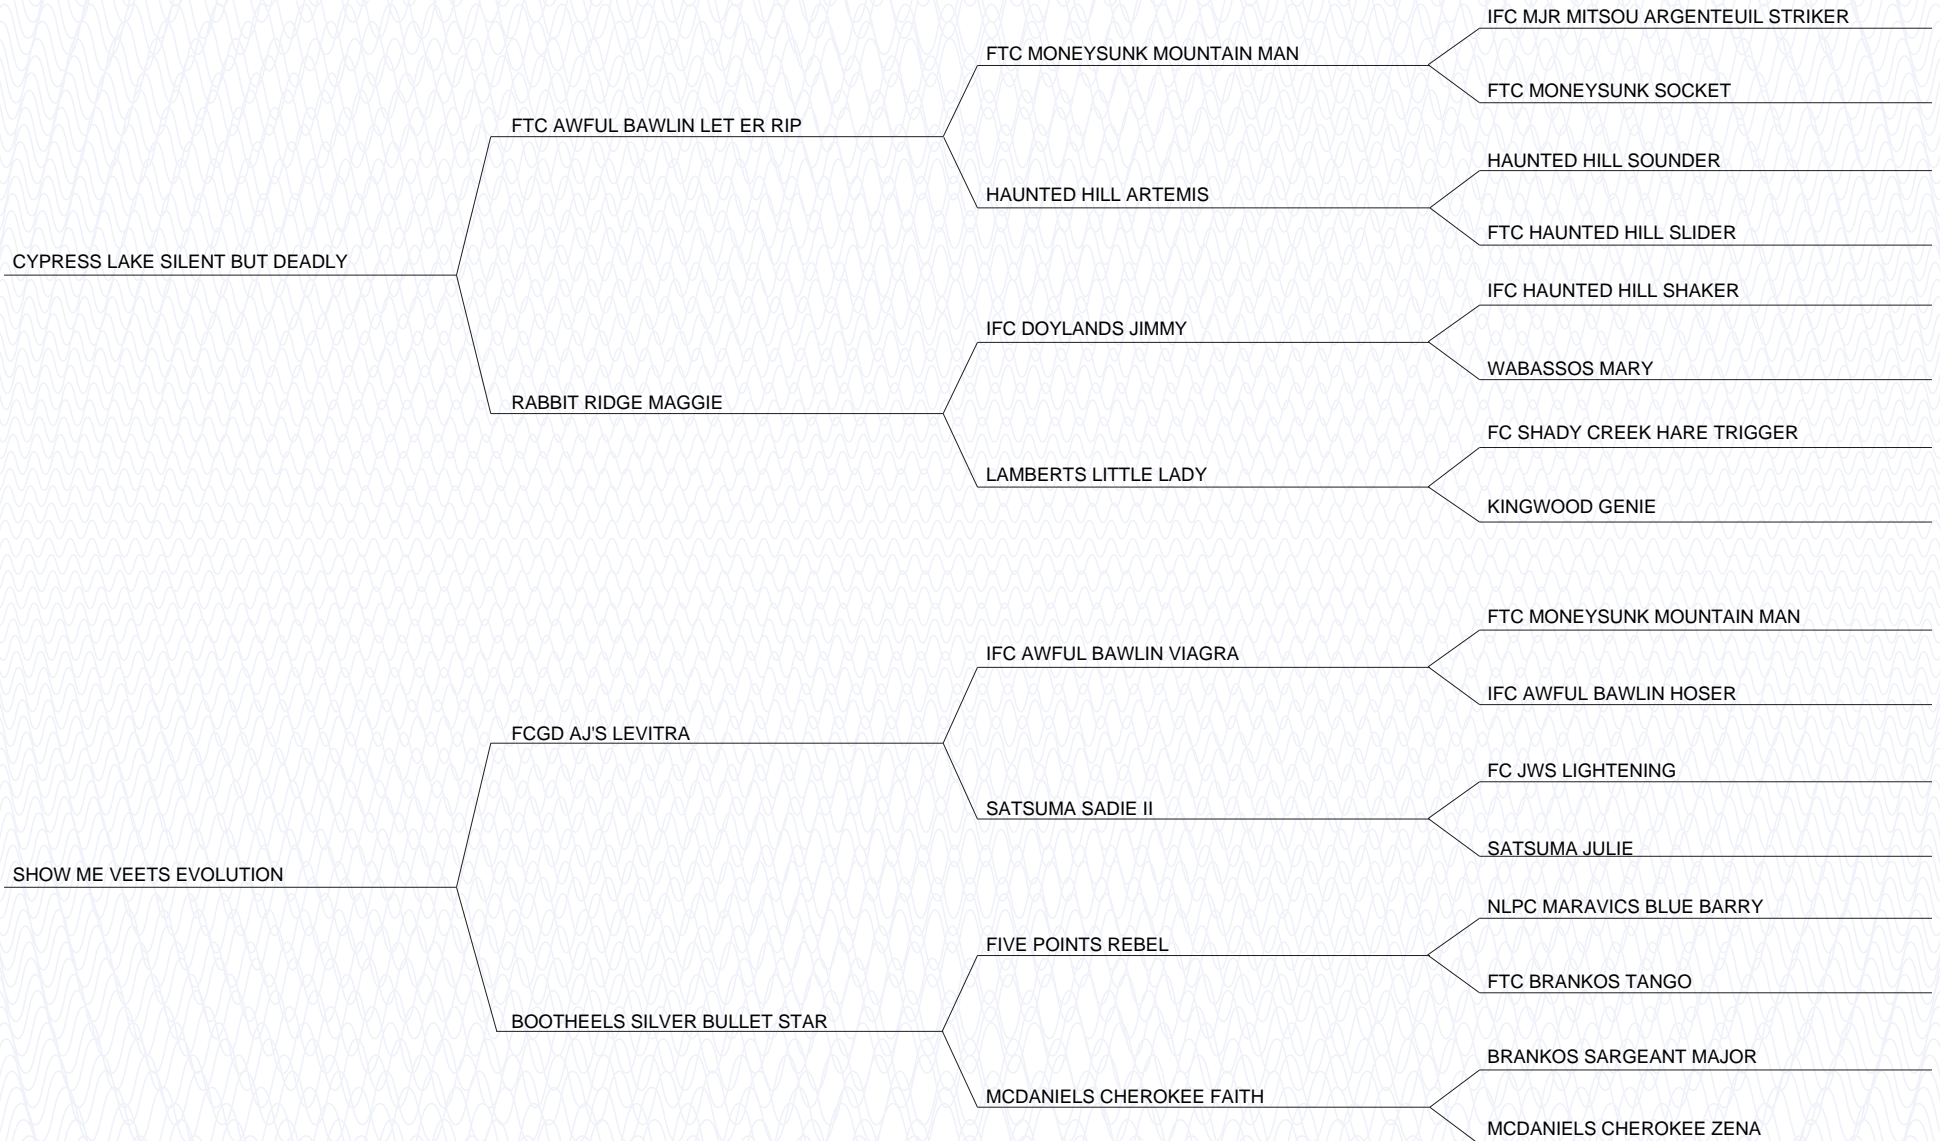 IFC MJR MITSOU ARGENTEUIL STRIKER
FTC MONEYSUNK MOUNTAIN MAN
FTC MONEYSUNK SOCKET
FTC AWFUL BAWLIN LET ER RIP
HAUNTED HILL SOUNDER
HAUNTED HILL ARTEMIS
FTC HAUNTED HILL SLIDER
CYPRESS LAKE SILENT BUT DEADLY
IFC HAUNTED HILL SHAKER
IFC DOYLANDS JIMMY
WABASSOS MARY
RABBIT RIDGE MAGGIE
FC SHADY CREEK HARE TRIGGER
LAMBERTS LITTLE LADY
KINGWOOD GENIE
FTC MONEYSUNK MOUNTAIN MAN
IFC AWFUL BAWLIN VIAGRA
IFC AWFUL BAWLIN HOSER
FCGD AJ'S LEVITRA
FC JWS LIGHTENING
SATSUMA SADIE II
SATSUMA JULIE
SHOW ME VEETS EVOLUTION
NLPC MARAVICS BLUE BARRY
FIVE POINTS REBEL
FTC BRANKOS TANGO
BOOTHEELS SILVER BULLET STAR
BRANKOS SARGEANT MAJOR
MCDANIELS CHEROKEE FAITH
MCDANIELS CHEROKEE ZENA